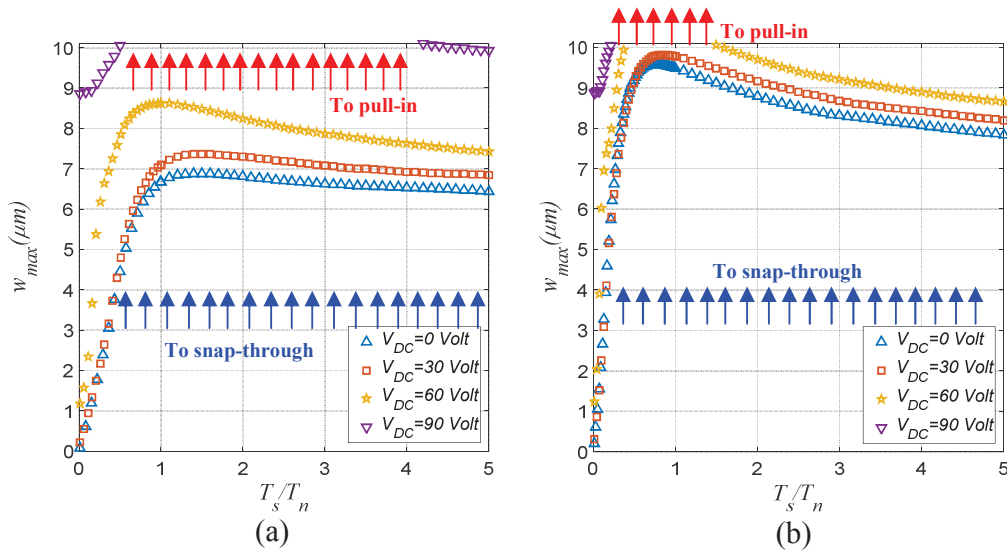 To pull-in
10
9
8
7
6
5
4
3
2
1
0
w_max(μm)
To pull-in
To snap-through
V_DC=0 Volt
V_DC=30 Volt
V_DC=60 Volt
V_DC=90 Volt
0 1 2 3 4 5
T_s/T_n
(a)
10
9
8
7
6
5
4
3
2
1
0
w_max(μm)
To snap-through
V_DC=0 Volt
V_DC=30 Volt
V_DC=60 Volt
V_DC=90 Volt
0 1 2 3 4 5
T_s/T_n
(b)